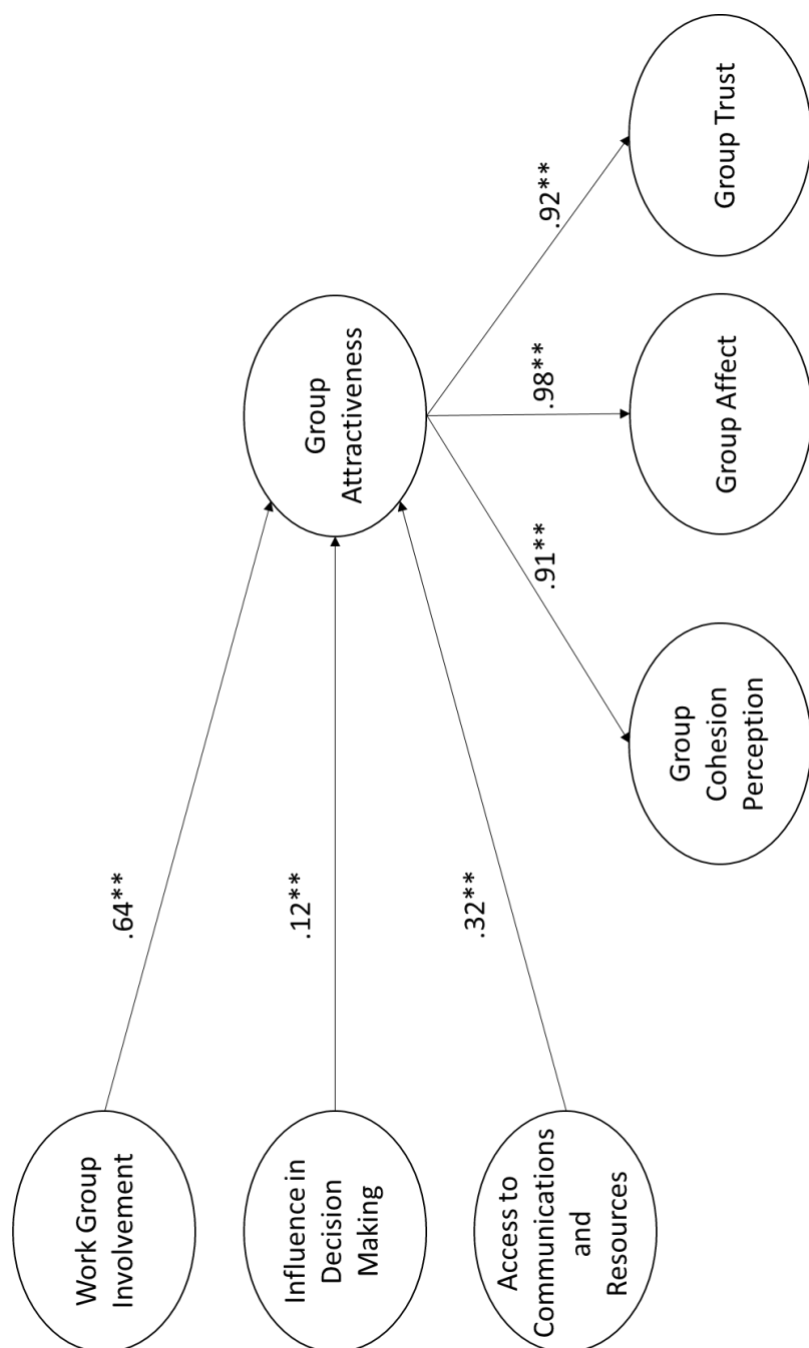 Work Group
Involvement
Influence in
Decision
Making
Access to
Communications
and
Resources
.64**
.12**
.32**
Group
Attractiveness
.91**
.98**
.92**
Group
Cohesion
Perception
Group Affect
Group Trust